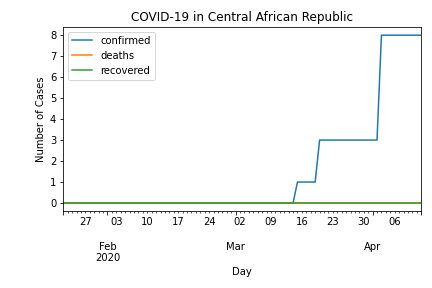 COVID-19 in Central African Republic
confirmed
deaths
recovered
Number of Cases
8
7
6
5
4
3
2
1
0
27 03 10 17 24 02 09 16 23 30 06
Feb Mar Apr
2020
Day